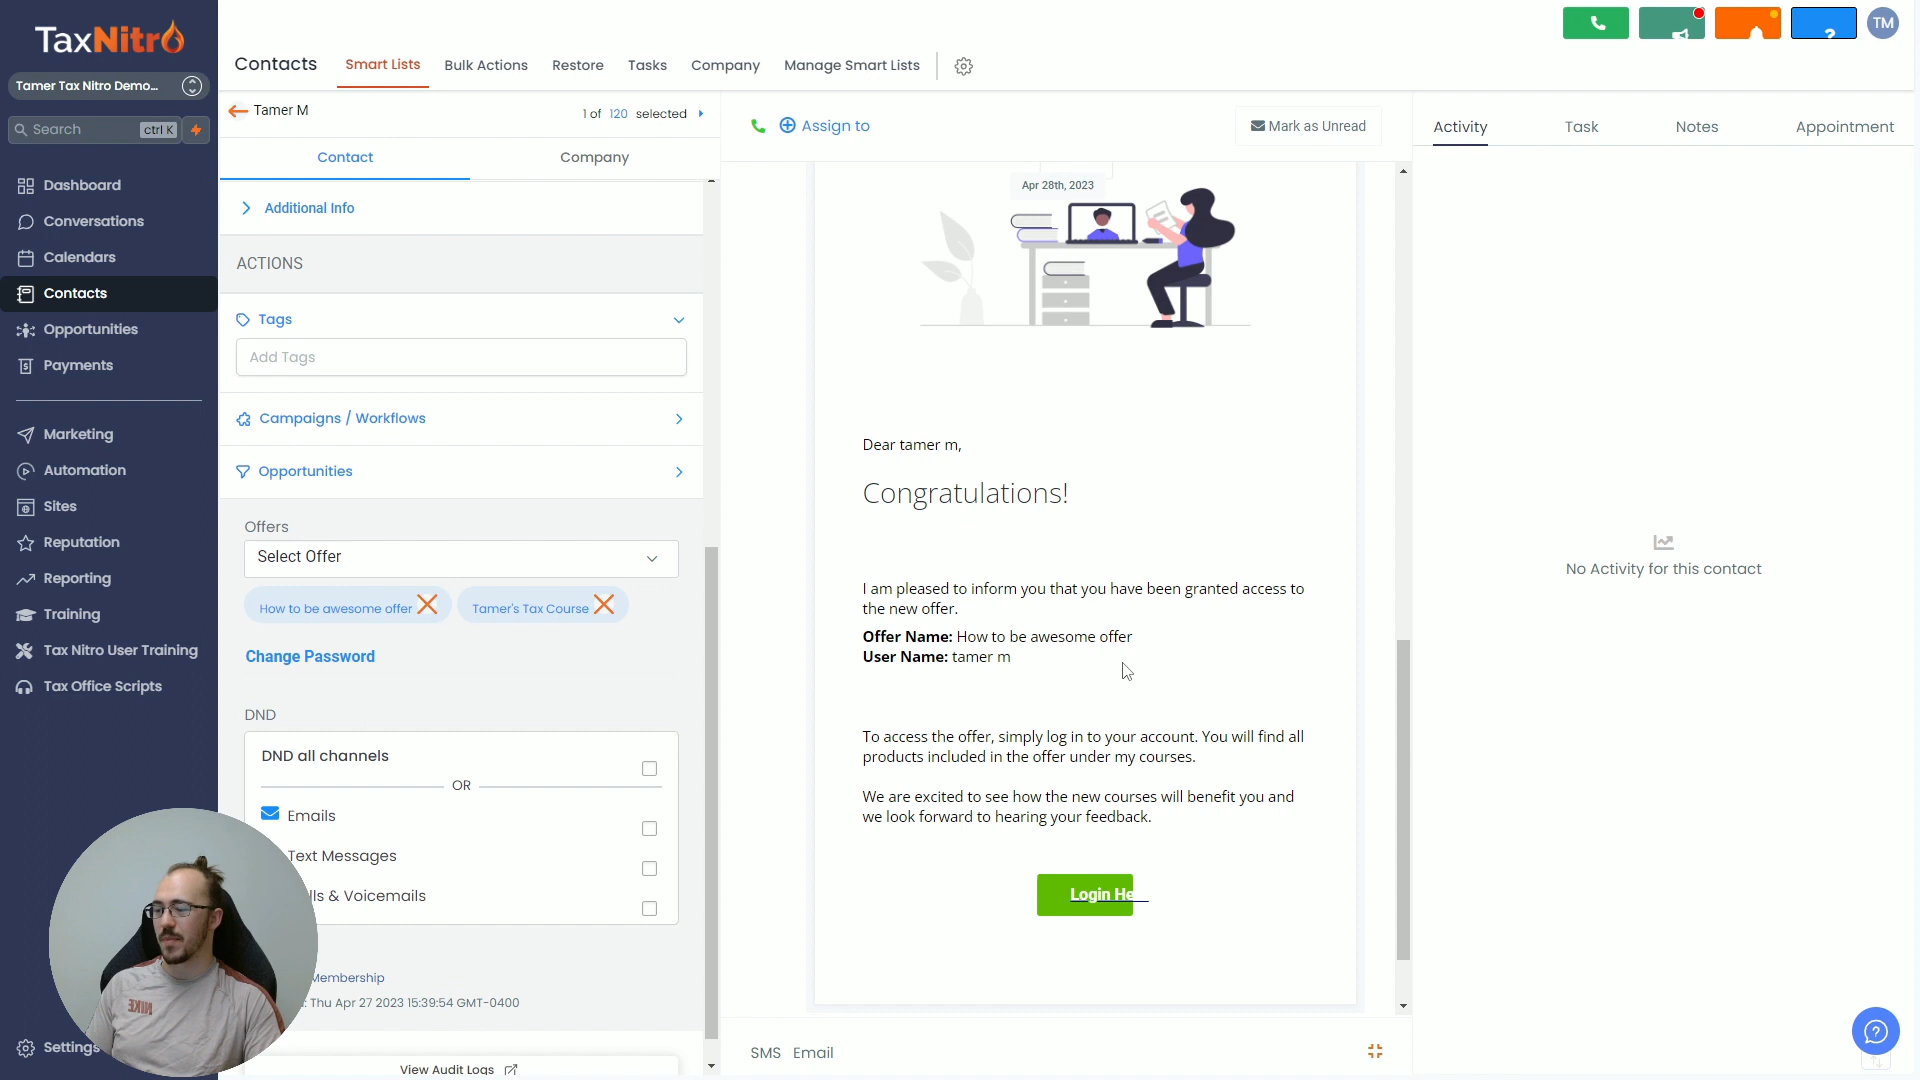 TaxNitro
Tamer Tax Nitro Demo...
Search ctrl K
Dashboard
Conversations
Calendars
Contacts
Opportunities
Payments
Marketing
Automation
Sites
Reputation
Reporting
Training
Tax Nitro User Training
Tax Office Scripts
Settings
Contacts Smart Lists Bulk Actions Restore Tasks Company Manage Smart Lists
TM
Tamer M 1 of 120 selected
Contact Company
Additional Info
ACTIONS
Tags
Add Tags
Campaigns / Workflows
Opportunities
Offers
Select Offer
How to be awesome offer Tamer's Tax Course
Change Password
DND
DND all channels
OR
Emails
Text Messages
lls & Voicemails
Membership
: Thu Apr 27 2023 15:39:54 GMT-0400
View Audit Logs
Assign to Mark as Unread
Apr 28th, 2023
Dear tamer m,
Congratulations!
I am pleased to inform you that you have been granted access to
the new offer.
Offer Name: How to be awesome offer
User Name: tamer m
To access the offer, simply log in to your account. You will find all
products included in the offer under my courses.
We are excited to see how the new courses will benefit you and
we look forward to hearing your feedback.
Login He
SMS Email
Activity Task Notes Appointment
No Activity for this contact
NIKE